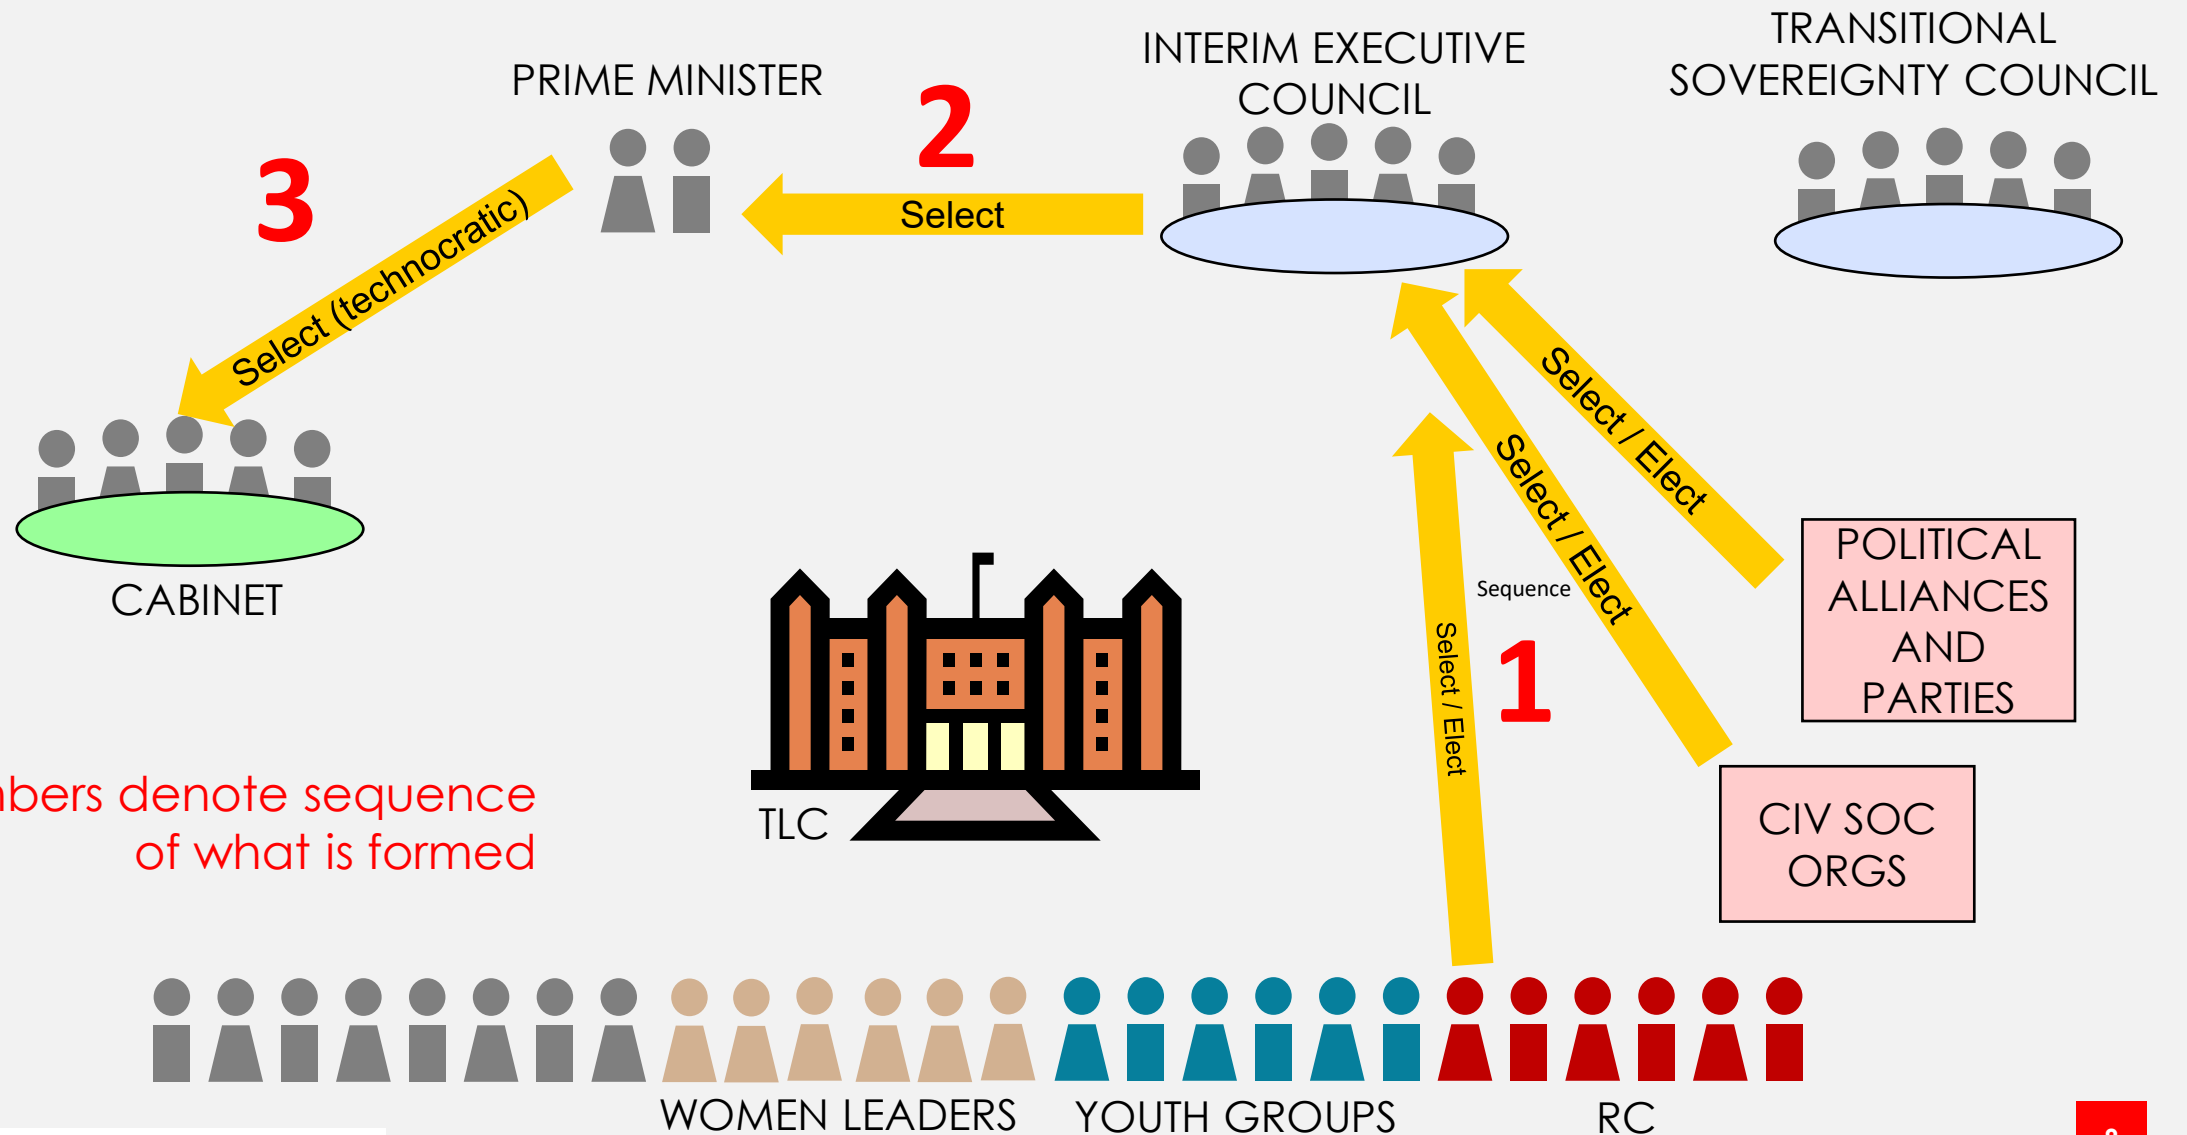 TRANSITIONAL
SOVEREIGNTY COUNCIL
INTERIM EXECUTIVE
COUNCIL
PRIME MINISTER
2
3
Select
Select (technocratic)
Select / Elect
Select / Elect
Select / Elect
Sequence
1
POLITICAL
ALLIANCES
AND
PARTIES
CABINET
TLC
CIV SOC
ORGS
denote sequence
of what is formed
WOMEN LEADERS
YOUTH GROUPS
RC